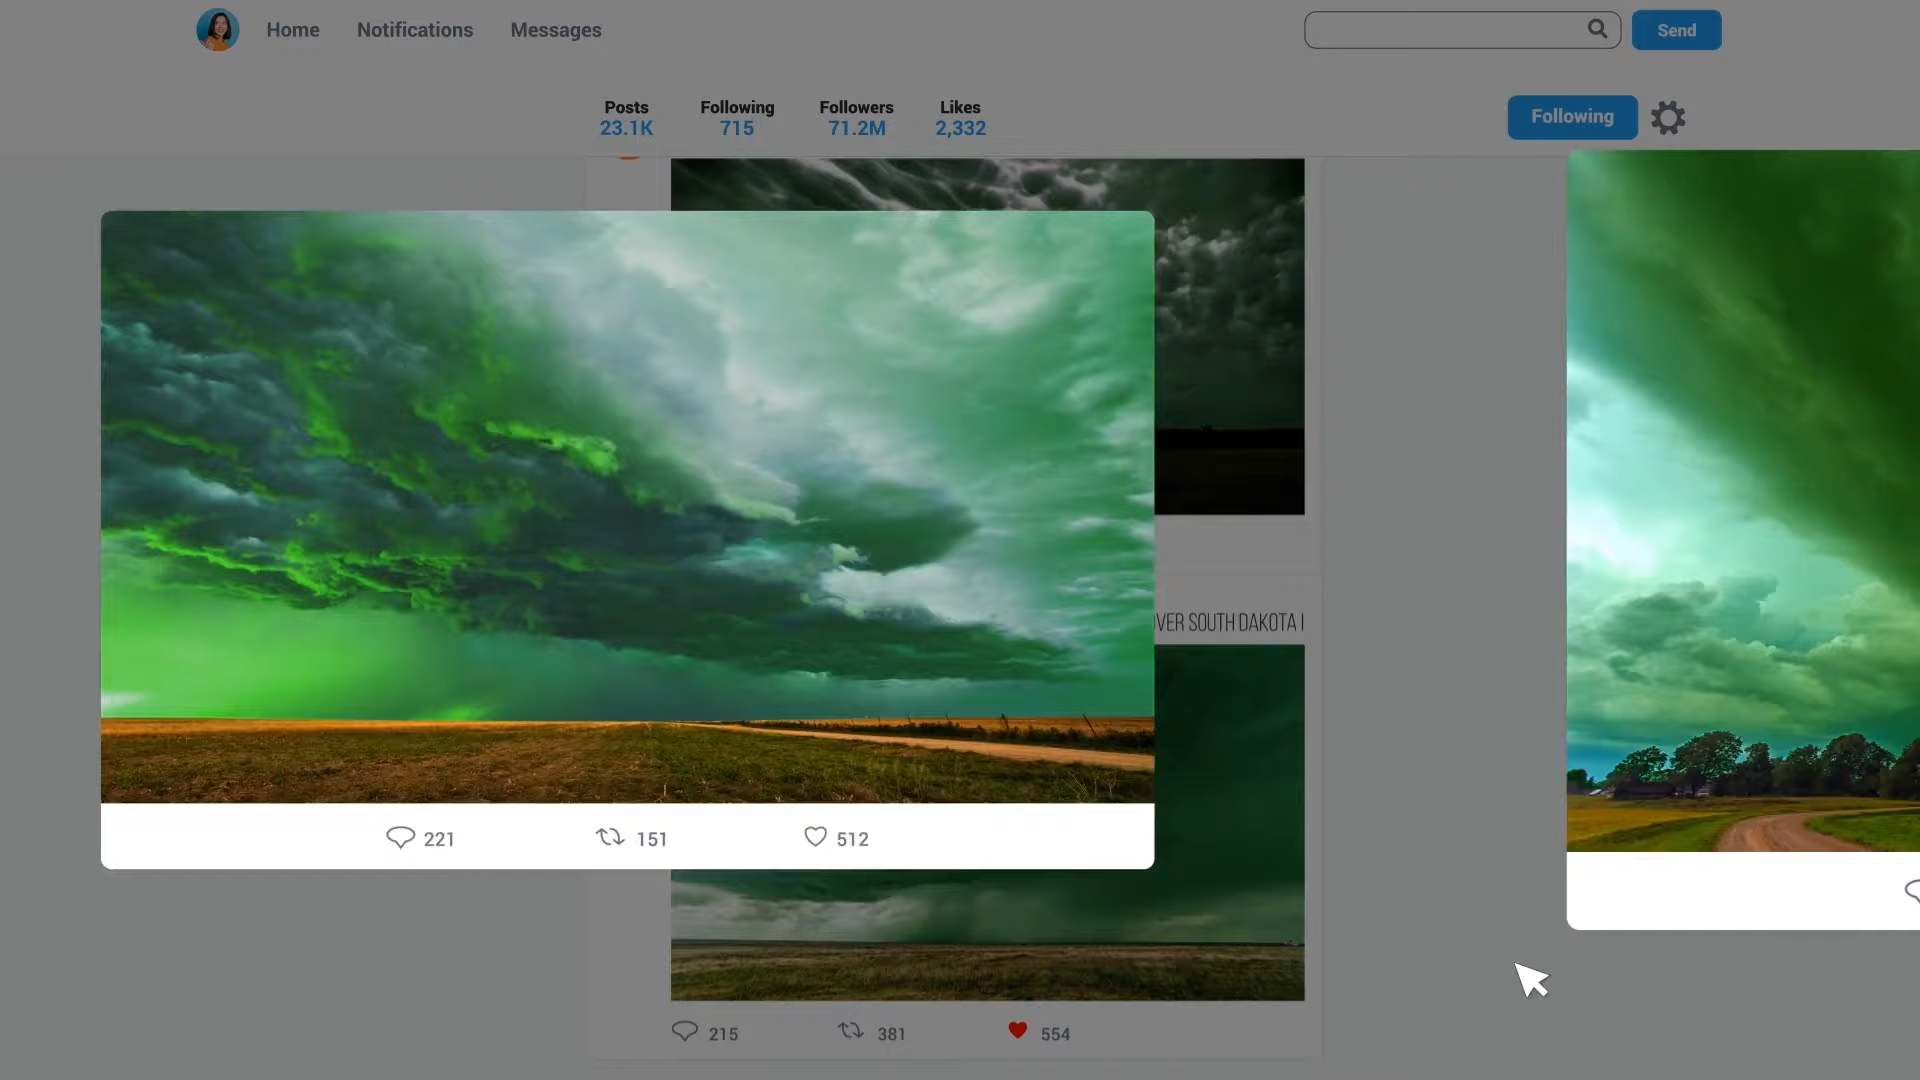 Home Notifications Messages Send
Posts Following Followers Likes
23.1K 715 71.2M 2,332
Following
OVER SOUTH DAKOTA
221 151 512
215 381 554